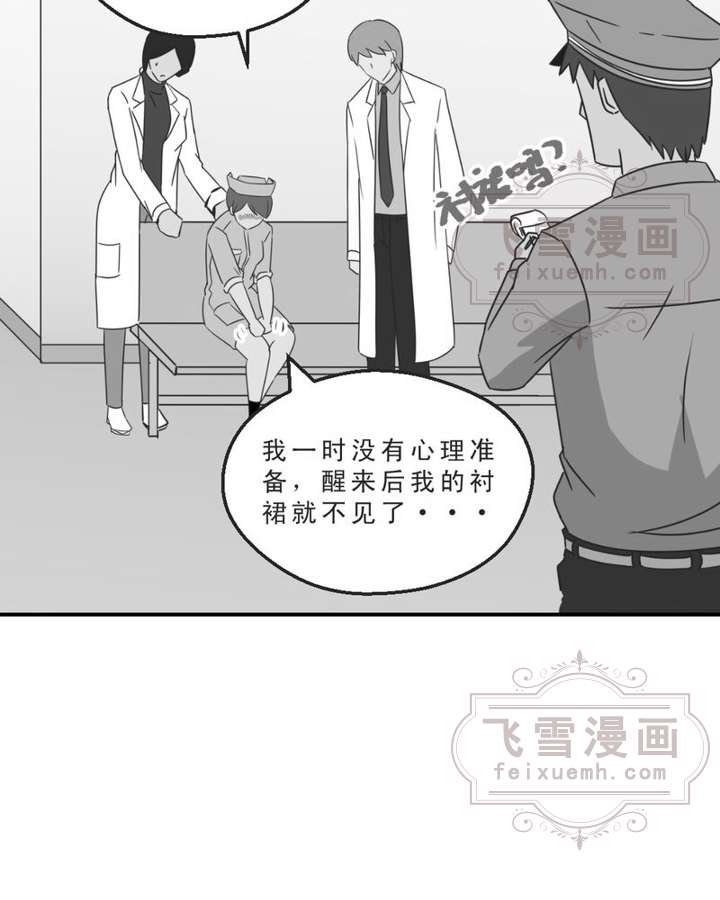 衬裙吗？
飞雪漫画
feixuemh.com
我一时没有心理准
备，醒来后我的衬
裙就不见了···
飞雪漫画
feixuemh.com